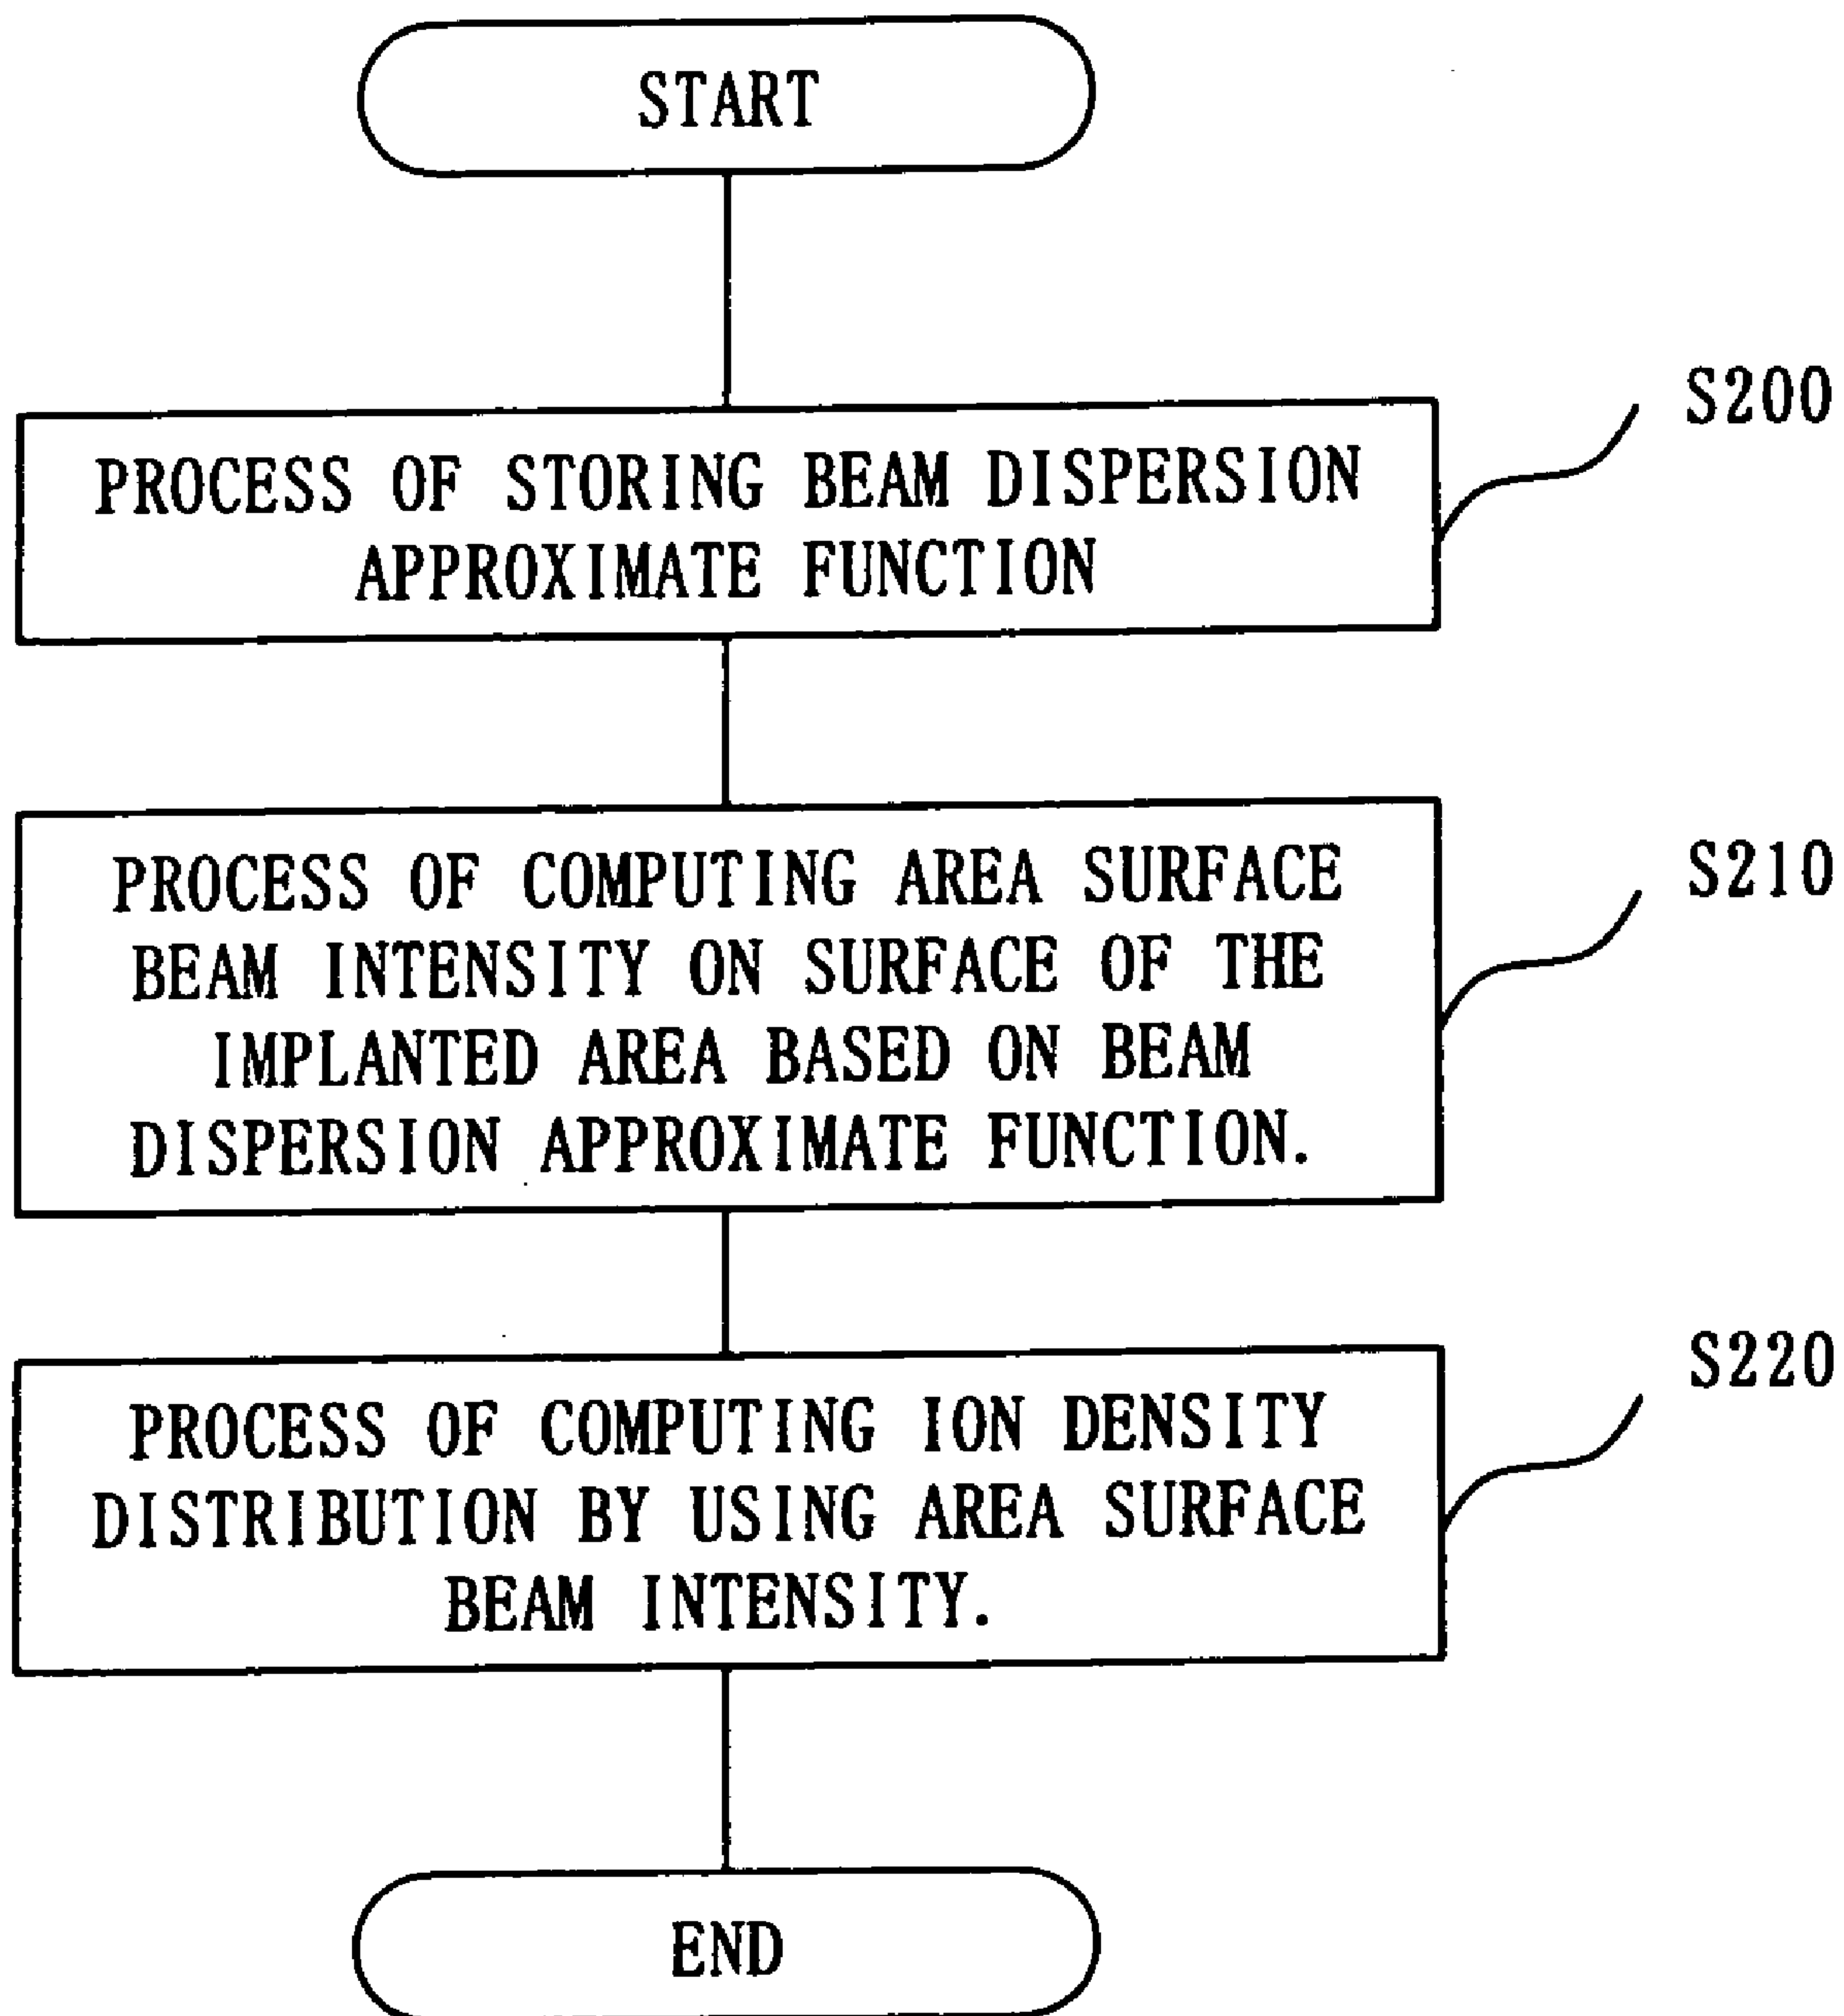 START
S200
PROCESS OF STORING BEAM DISPERSION
APPROXIMATE FUNCTION
S210
PROCESS OF COMPUTING AREA SURFACE
BEAM INTENSITY ON SURFACE OF THE
IMPLANTED AREA BASED ON BEAM
DISPERSION APPROXIMATE FUNCTION.
S220
PROCESS OF COMPUTING ION DENSITY
DISTRIBUTION BY USING AREA SURFACE
BEAM INTENSITY.
END